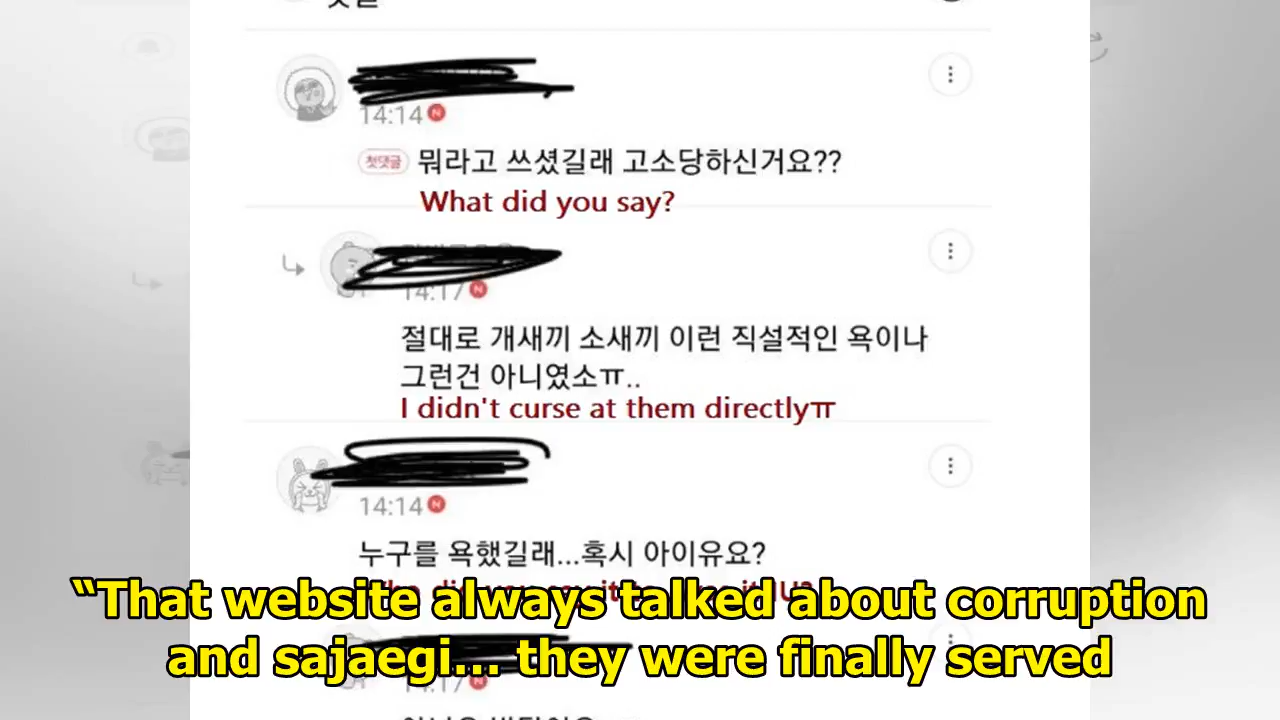 댓글
14:14 N
첫댓글 뭐라고 쓰셨길래 고소당하신거요??
What did you say?
14:17 N
절대로 개새끼 소새끼 이런 직설적인 욕이나
그런건 아니였소ㅠ..
I didn't curse at them directlyㅠ
14:14 N
누구를 욕했길래...혹시 아이유요?
“That website always talked about corruption
and sajaegi... they were finally served
14:17 N